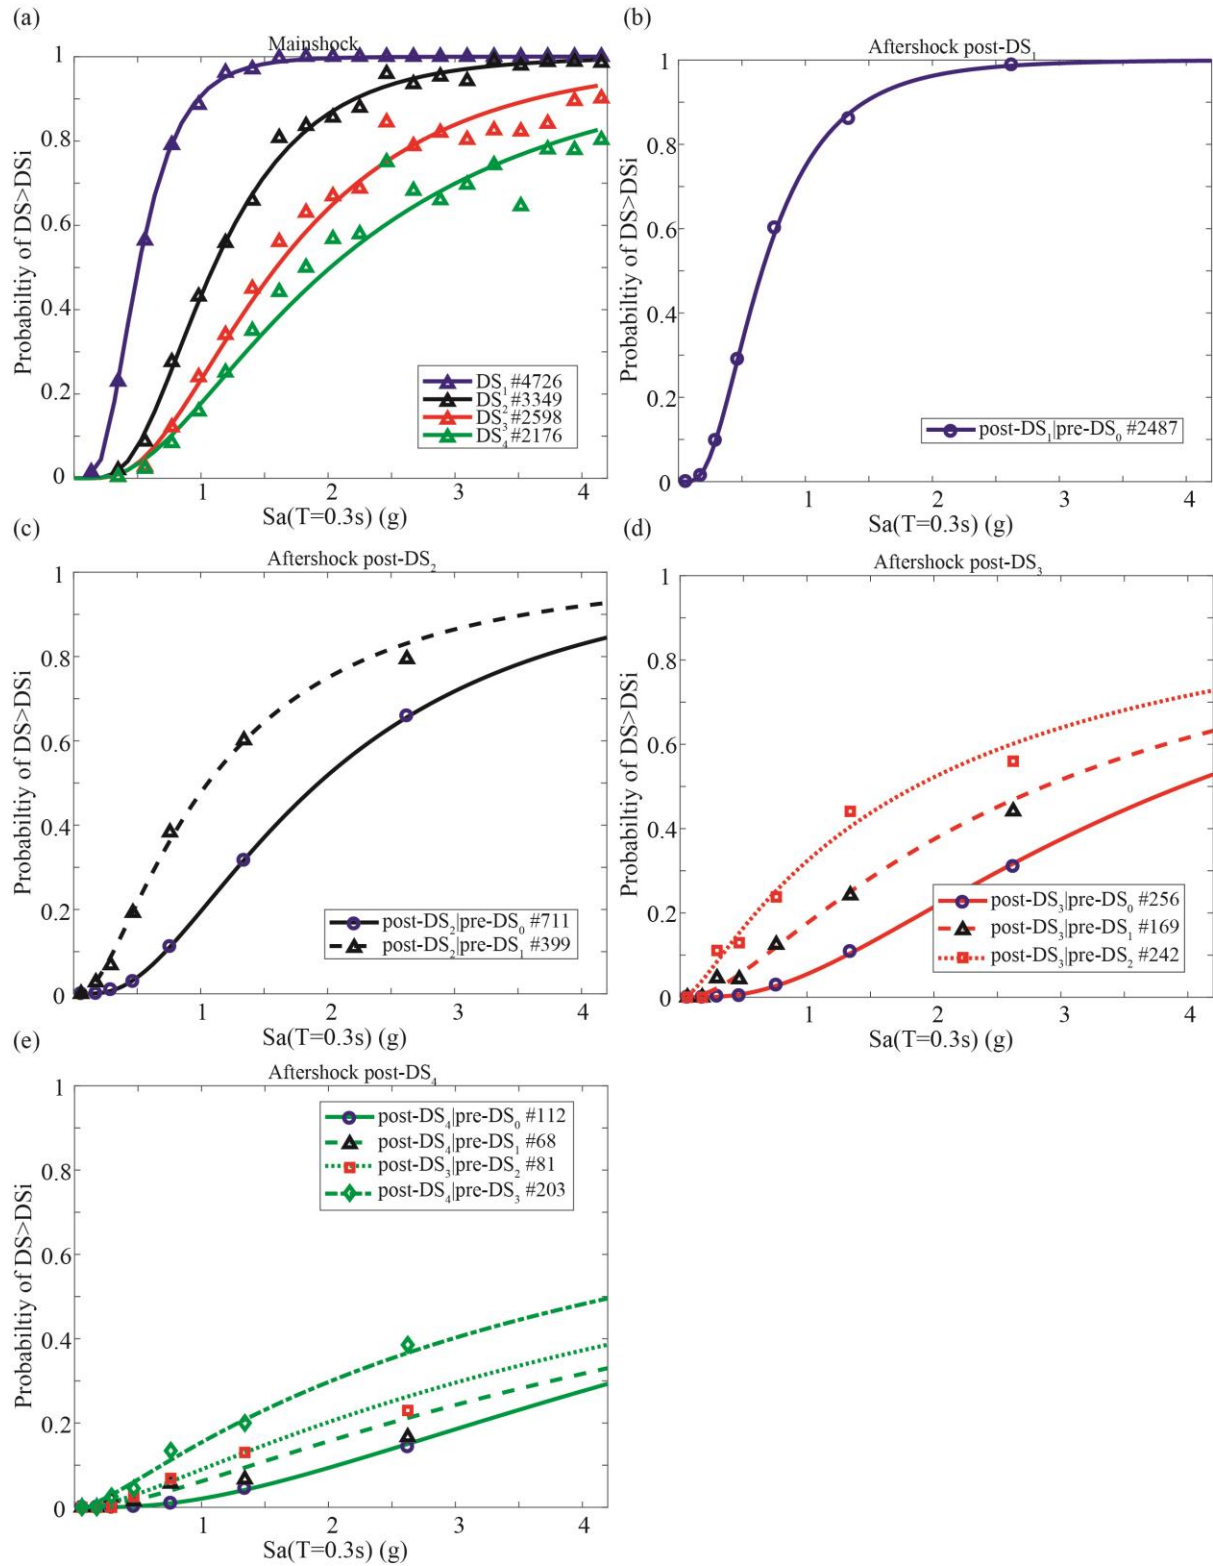 (a)
Mainshock
1
0.8
0.6
0.4
0.2
0
1
2
3
4
Probabiltiy of DS>DSi
Sa(T=0.3s) (g)
DS₁ #4726
DS₂ #3349
DS₃ #2598
DS₄ #2176
(b)
Aftershock post-DS₁
1
0.8
0.6
0.4
0.2
0
1
2
3
4
Probabiltiy of DS>DSi
Sa(T=0.3s) (g)
post-DS₁|pre-DS₀ #2487
(c)
Aftershock post-DS₂
1
0.8
0.6
0.4
0.2
0
1
2
3
4
Probabiltiy of DS>DSi
Sa(T=0.3s) (g)
post-DS₂|pre-DS₀ #711
post-DS₂|pre-DS₁ #399
(d)
Aftershock post-DS₃
1
0.8
0.6
0.4
0.2
0
1
2
3
4
Probabiltiy of DS>DSi
Sa(T=0.3s) (g)
post-DS₃|pre-DS₀ #256
post-DS₃|pre-DS₁ #169
post-DS₃|pre-DS₂ #242
(e)
Aftershock post-DS₄
1
0.8
0.6
0.4
0.2
0
1
2
3
4
Probabiltiy of DS>DSi
Sa(T=0.3s) (g)
post-DS₄|pre-DS₀ #112
post-DS₄|pre-DS₁ #68
post-DS₃|pre-DS₂ #81
post-DS₄|pre-DS₃ #203